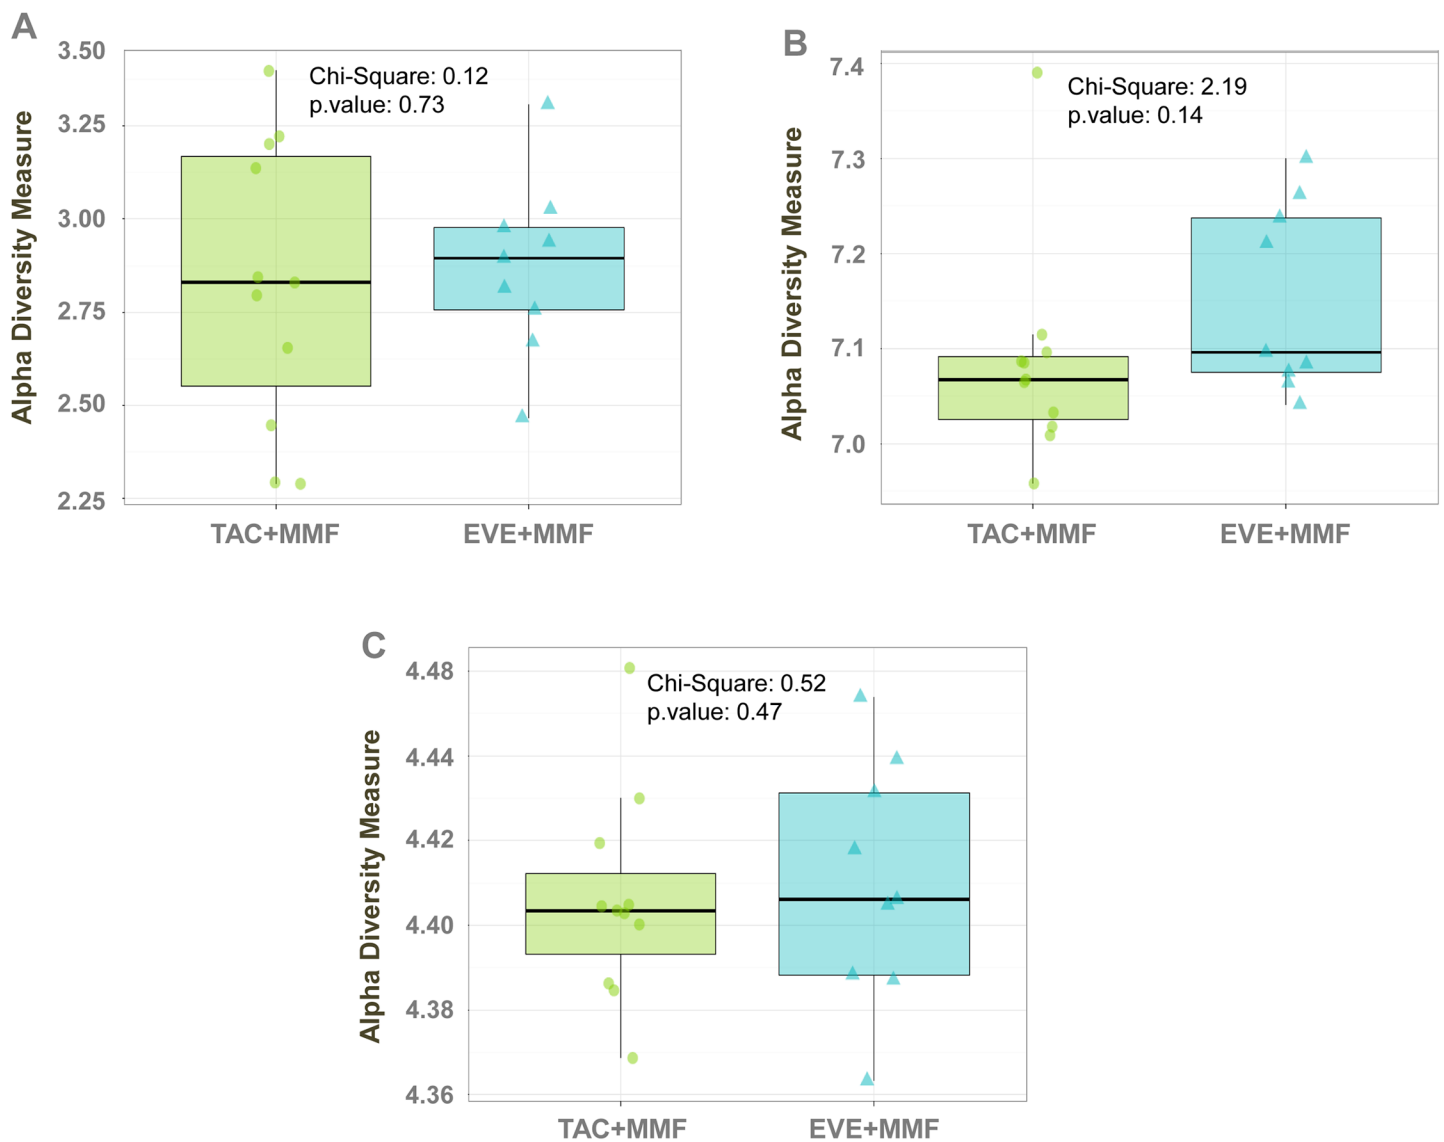 A
Alpha Diversity Measure
3.50
3.25
3.00
2.75
2.50
2.25
Chi-Square: 0.12
p.value: 0.73
TAC+MMF
EVE+MMF
B
Alpha Diversity Measure
7.4
7.3
7.2
7.1
7.0
Chi-Square: 2.19
p.value: 0.14
TAC+MMF
EVE+MMF
C
Alpha Diversity Measure
4.48
4.44
4.42
4.40
4.38
4.36
Chi-Square: 0.52
p.value: 0.47
TAC+MMF
EVE+MMF